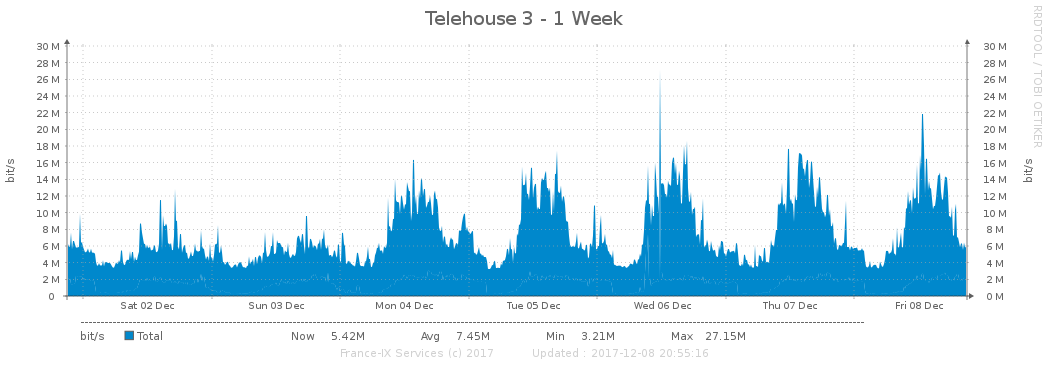 Telehouse 3 - 1 Week
RRDTOOL / TOBI OETIKER
30 M 30 M
28 M 28 M
26 M 26 M
24 M 24 M
22 M 22 M
20 M 20 M
18 M 18 M
16 M 16 M
14 M 14 M
12 M 12 M
10 M 10 M
8 M 8 M
6 M 6 M
4 M 4 M
2 M 2 M
0 0 M
bit/s bit/s
Sat 02 Dec Sun 03 Dec Mon 04 Dec Tue 05 Dec Wed 06 Dec Thu 07 Dec Fri 08 Dec
bit/s Total Now 5.42M Avg 7.45M Min 3.21M Max 27.15M
France-IX Services (c) 2017 Updated : 2017-12-08 20:55:16